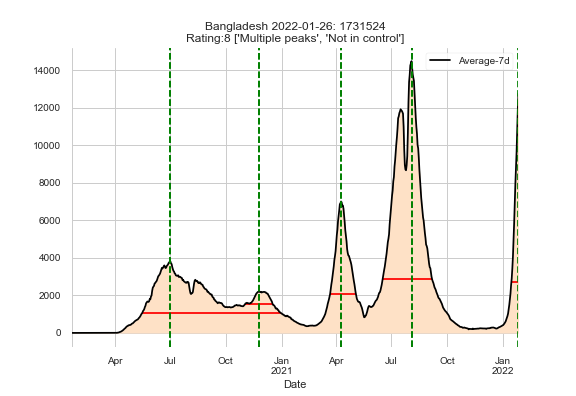 Bangladesh 2022-01-26: 1731524
Rating:8 ['Multiple peaks', 'Not in control']
Average-7d
14000
12000
10000
8000
6000
4000
2000
0
Apr
Jul
Oct
Jan
2021
Apr
Jul
Oct
Jan
2022
Date